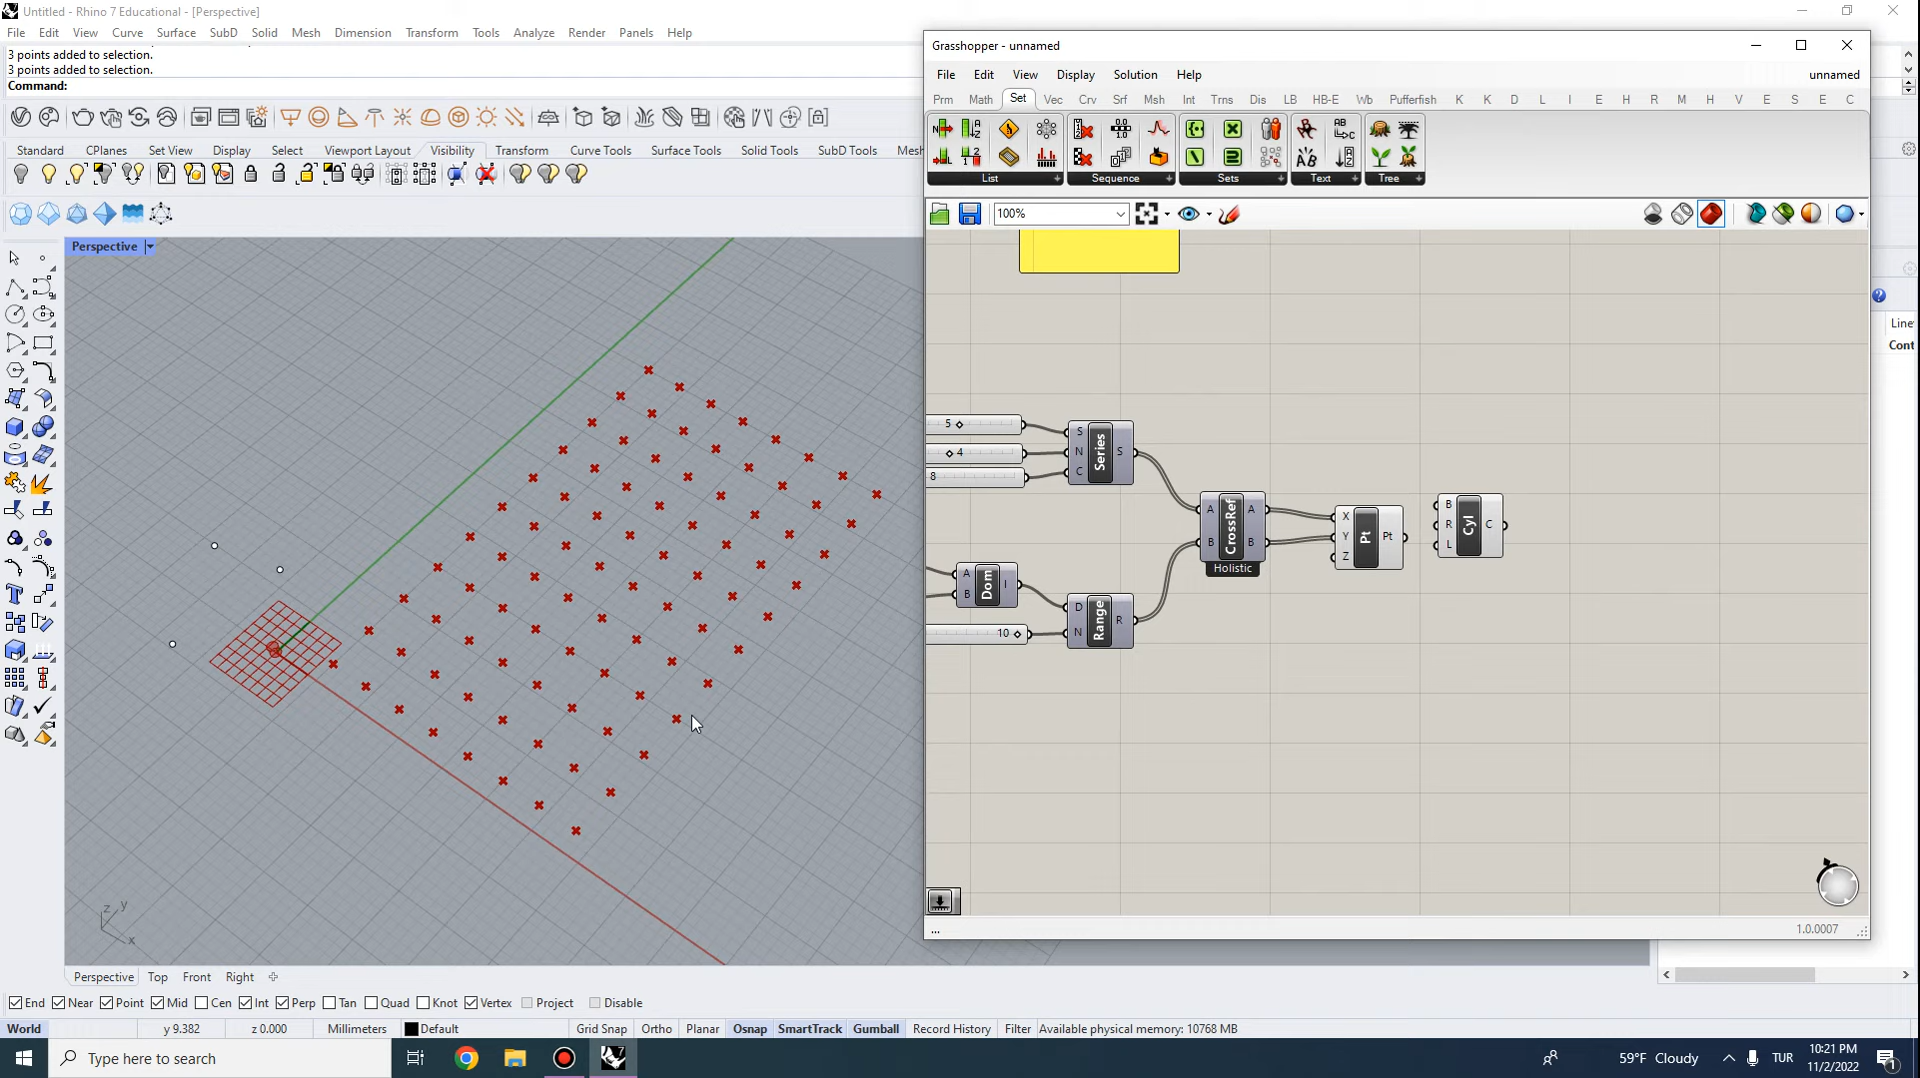 Untitled - Rhino 7 Educational - [Perspective]
File Edit View Curve Surface SubD Solid Mesh Dimension Transform Tools Analyze Render Panels Help
3 points added to selection.
3 points added to selection.
Command:
Standard CPlanes Set View Display Select Viewport Layout Visibility Transform Curve Tools Surface Tools Solid Tools SubD Tools Mesh
Perspective
z y
x
Perspective Top Front Right
End Near Point Mid Cen Int Perp Tan Quad Knot Vertex Project Disable
World y 9.382 z 0.000 Millimeters Default Grid Snap Ortho Planar Osnap SmartTrack Gumball Record History Filter Available physical memory: 10768 MB
Grasshopper - unnamed
File Edit View Display Solution Help unnamed
Prm Math Set Vec Crv Srf Msh Int Trns Dis LB HB-E Wb Pufferfish K K D L I E H R M H V E S E C
List Sequence Sets Text Tree
100%
5
4
8
S N C Series S
A B Dom I
10
D N Range R
A B CrossRef A B
Holistic
X Y Z Pt Pt
B R L Cyl C
...
1.0.0007
Line
Cont
Type here to search
59°F Cloudy
TUR
10:21 PM
11/2/2022
1